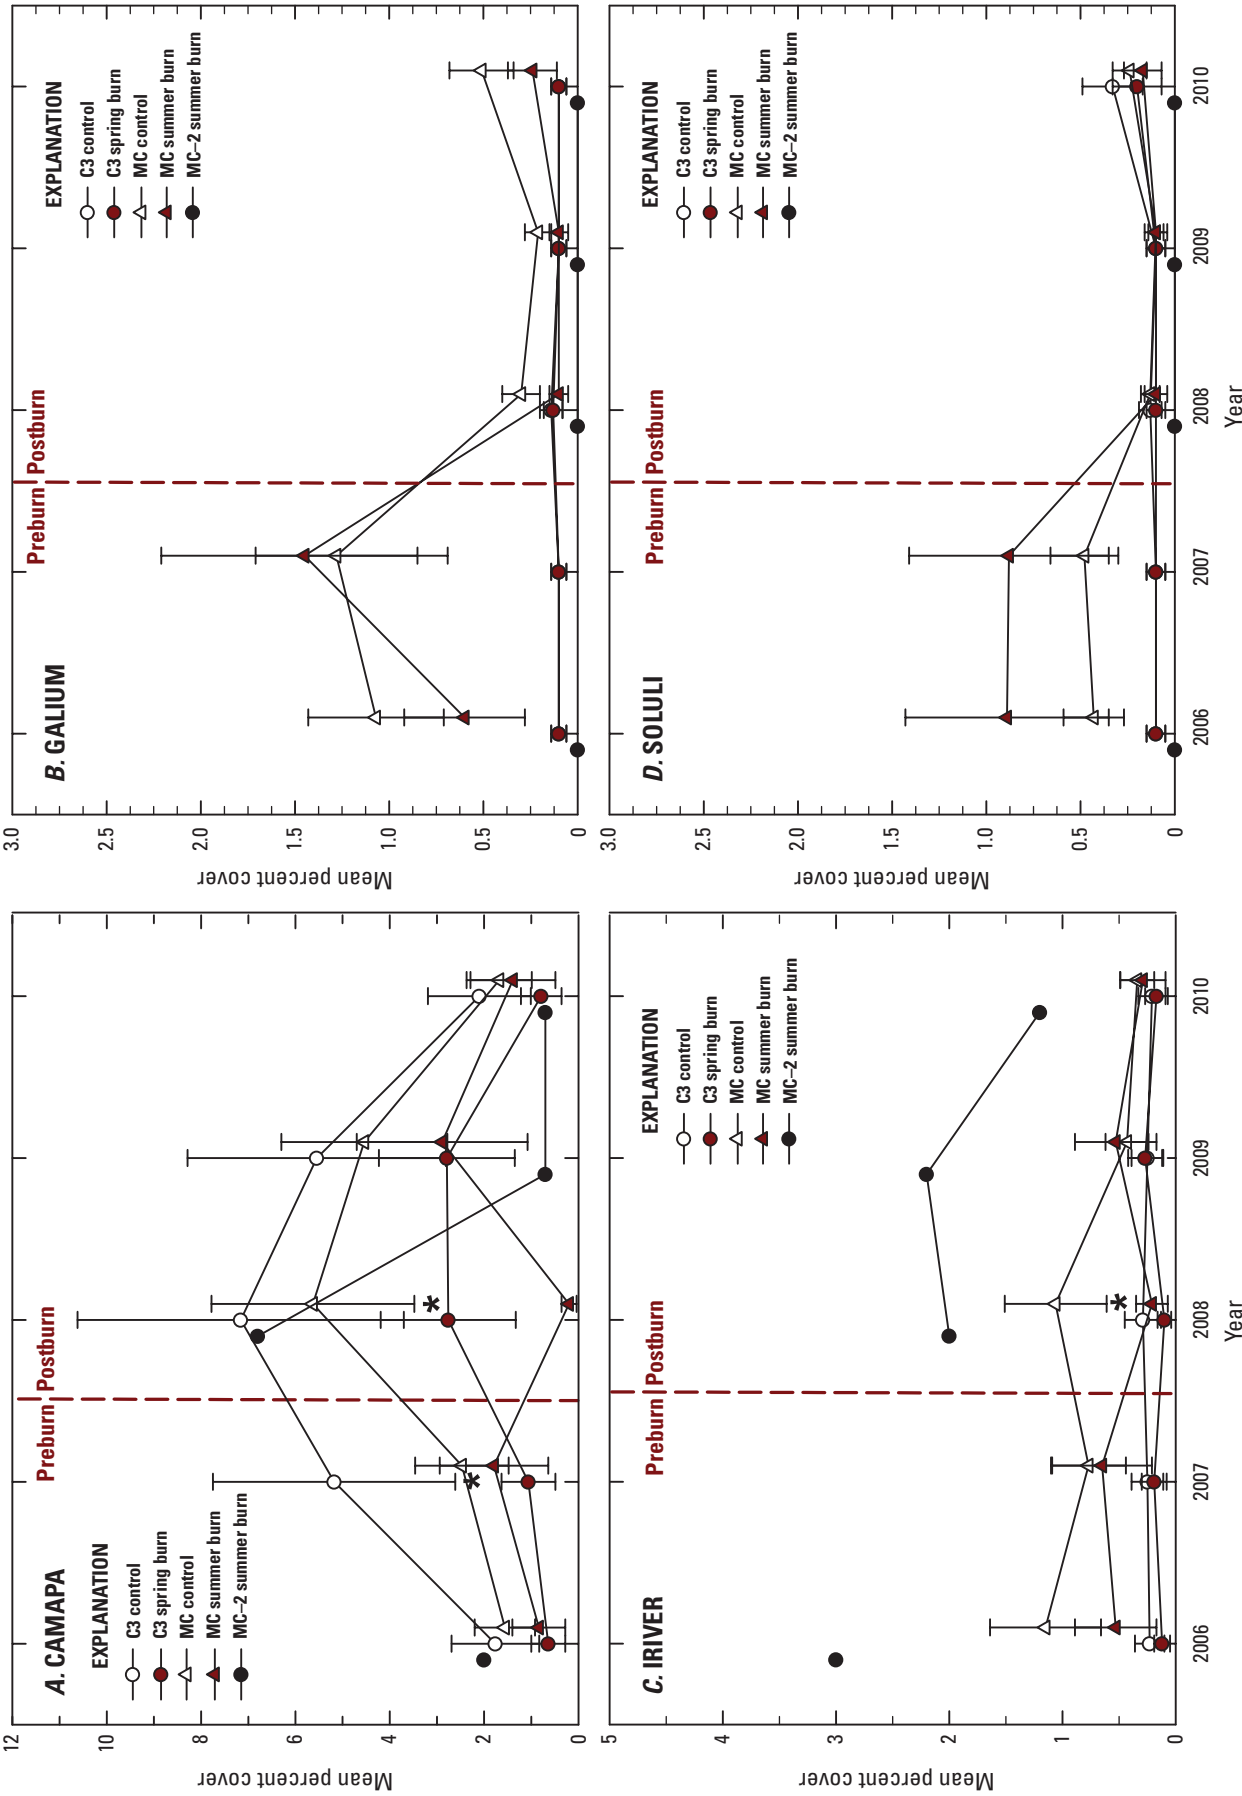 A. CAMAPA
EXPLANATION
C3 control
C3 spring burn
MC control
MC summer burn
MC–2 summer burn
Preburn
Postburn
Mean percent cover
12
10
8
6
4
2
0
*
*
B. GALIUM
Preburn
Postburn
EXPLANATION
C3 control
C3 spring burn
MC control
MC summer burn
MC–2 summer burn
Mean percent cover
3.0
2.5
2.0
1.5
1.0
0.5
0
C. IRIVER
Preburn
Postburn
EXPLANATION
C3 control
C3 spring burn
MC control
MC summer burn
MC–2 summer burn
Mean percent cover
5
4
3
2
1
0
*
2006
2007
2008
2009
2010
Year
D. SOLULI
Preburn
Postburn
EXPLANATION
C3 control
C3 spring burn
MC control
MC summer burn
MC–2 summer burn
Mean percent cover
3.0
2.5
2.0
1.5
1.0
0.5
0
2006
2007
2008
2009
2010
Year